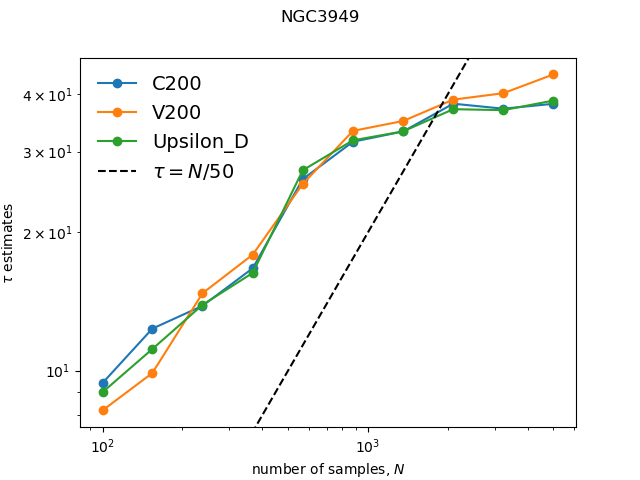 NGC3949
C200
V200
Upsilon_D
τ = N/50
4 × 10¹
3 × 10¹
2 × 10¹
10¹
τ estimates
10² 10³
number of samples, N